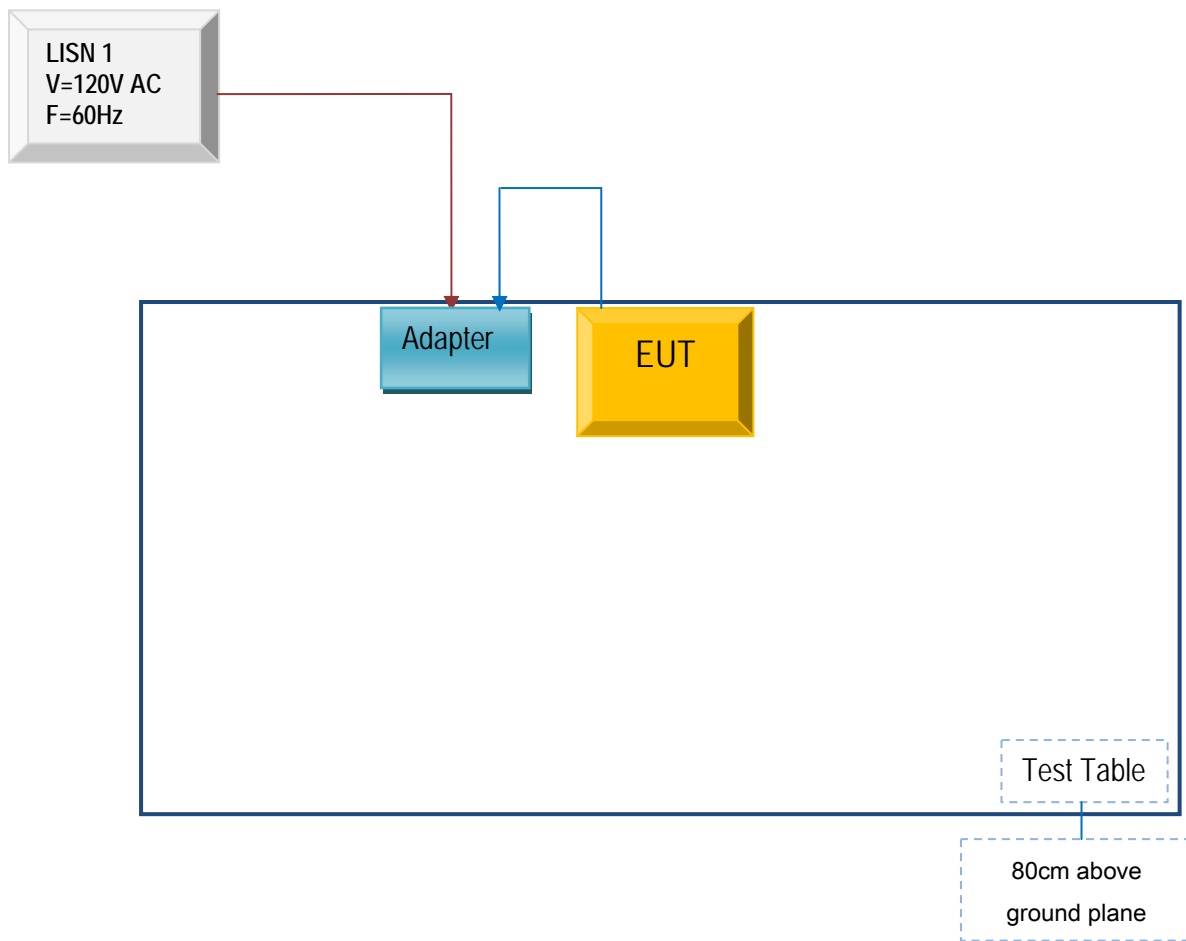 LISN 1
V=120V AC
F=60Hz
Adapter
EUT
Test Table
80cm above
ground plane